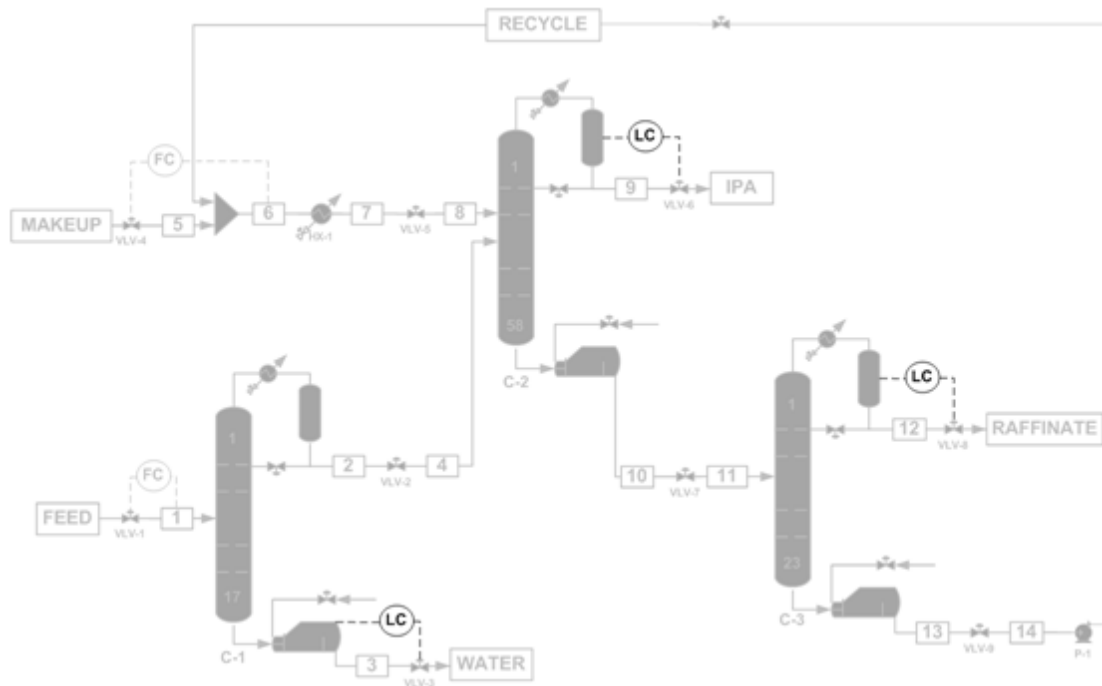 RECYCLE
FC
LC
1
9
IPA
VLV-6
MAKEUP
5
6
7
8
VLV-4
HX-1
VLV-5
58
C-2
LC
1
12
RAFFINATE
VLV-8
1
2
4
VLV-2
10
11
VLV-7
FC
FEED
1
VLV-1
17
23
LC
C-1
3
WATER
VLV-3
C-3
13
14
VLV-9
P-1